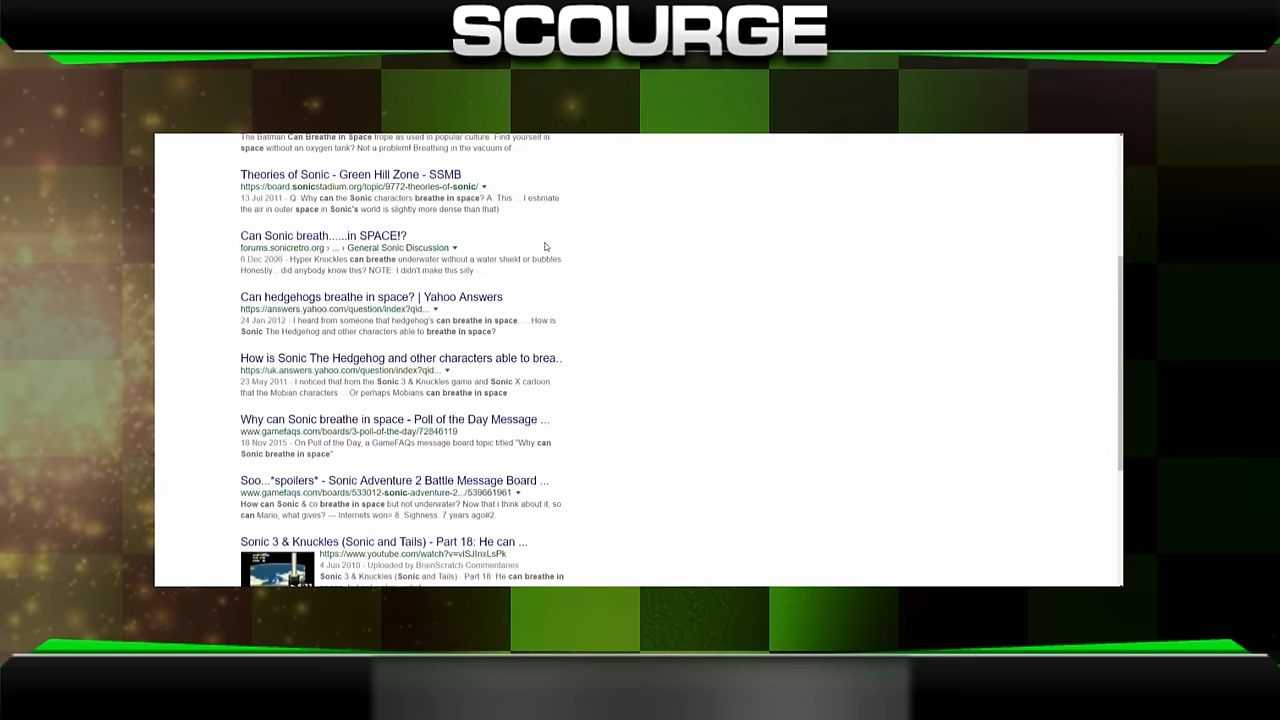 SCOURGE
The Batman Can Breathe in Space trope as used in popular culture. Find yourself in
space without an oxygen tank? Not a problem! Breathing in the vacuum of
Theories of Sonic - Green Hill Zone - SSMB
https://board.sonicstadium.org/topic/9772-theories-of-sonic/
13 Jul 2011 - Q. Why can the Sonic characters breathe in space? A. This ... I estimate
the air in outer space in Sonic's world is slightly more dense than that)
Can Sonic breath......in SPACE!?
forums.sonicretro.org › ... › General Sonic Discussion
6 Dec 2006 - Hyper Knuckles can breathe underwater without a water shield or bubbles
Honestly... did anybody know this? NOTE: I didn't make this silly ...
Can hedgehogs breathe in space? | Yahoo Answers
https://answers.yahoo.com/question/index?qid...
24 Jan 2012 - I heard from someone that hedgehog's can breathe in space ... How is
Sonic The Hedgehog and other characters able to breathe in space?
How is Sonic The Hedgehog and other characters able to brea..
https://uk.answers.yahoo.com/question/index?qid...
23 May 2011 - I noticed that from the Sonic 3 & Knuckles game and Sonic X cartoon
that the Mobian characters ... Or perhaps Mobians can breathe in space
Why can Sonic breathe in space - Poll of the Day Message ...
www.gamefaqs.com/boards/3-poll-of-the-day/72846119
18 Nov 2015 - On Poll of the Day, a GameFAQs message board topic titled "Why can
Sonic breathe in space"
Soo...*spoilers* - Sonic Adventure 2 Battle Message Board ...
www.gamefaqs.com/boards/533012-sonic-adventure-2.../539661961
How can Sonic & co breathe in space but not underwater? Now that i think about it, so
can Mario, what gives? --- Internets won= 8. Sighness. 7 years ago#2.
Sonic 3 & Knuckles (Sonic and Tails) - Part 18: He can ...
https://www.youtube.com/watch?v=viSJInxLsPk
4 Jun 2010 - Uploaded by BrainScratch Commentaries
Sonic 3 & Knuckles (Sonic and Tails) - Part 18: He can breathe in